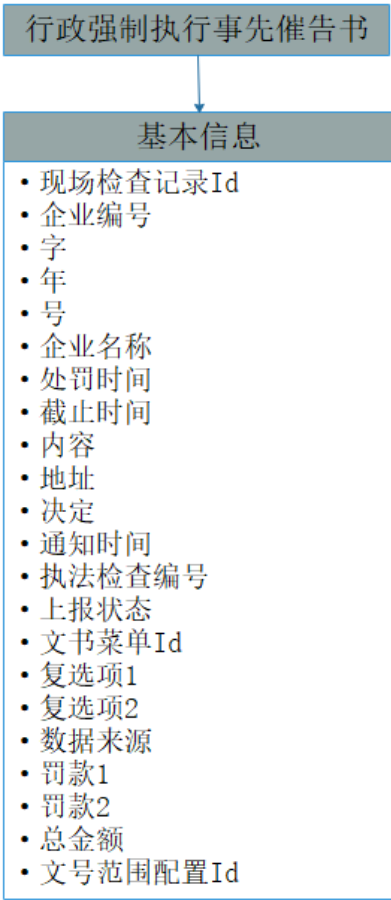 行政强制执行事先催告书
基本信息
• 现场检查记录Id
• 企业编号
• 字
• 年
• 号
• 企业名称
• 处罚时间
• 截止时间
• 内容
• 地址
• 决定
• 通知时间
• 执法检查编号
• 上报状态
• 文书菜单Id
• 复选项1
• 复选项2
• 数据来源
• 罚款1
• 罚款2
• 总金额
• 文号范围配置Id